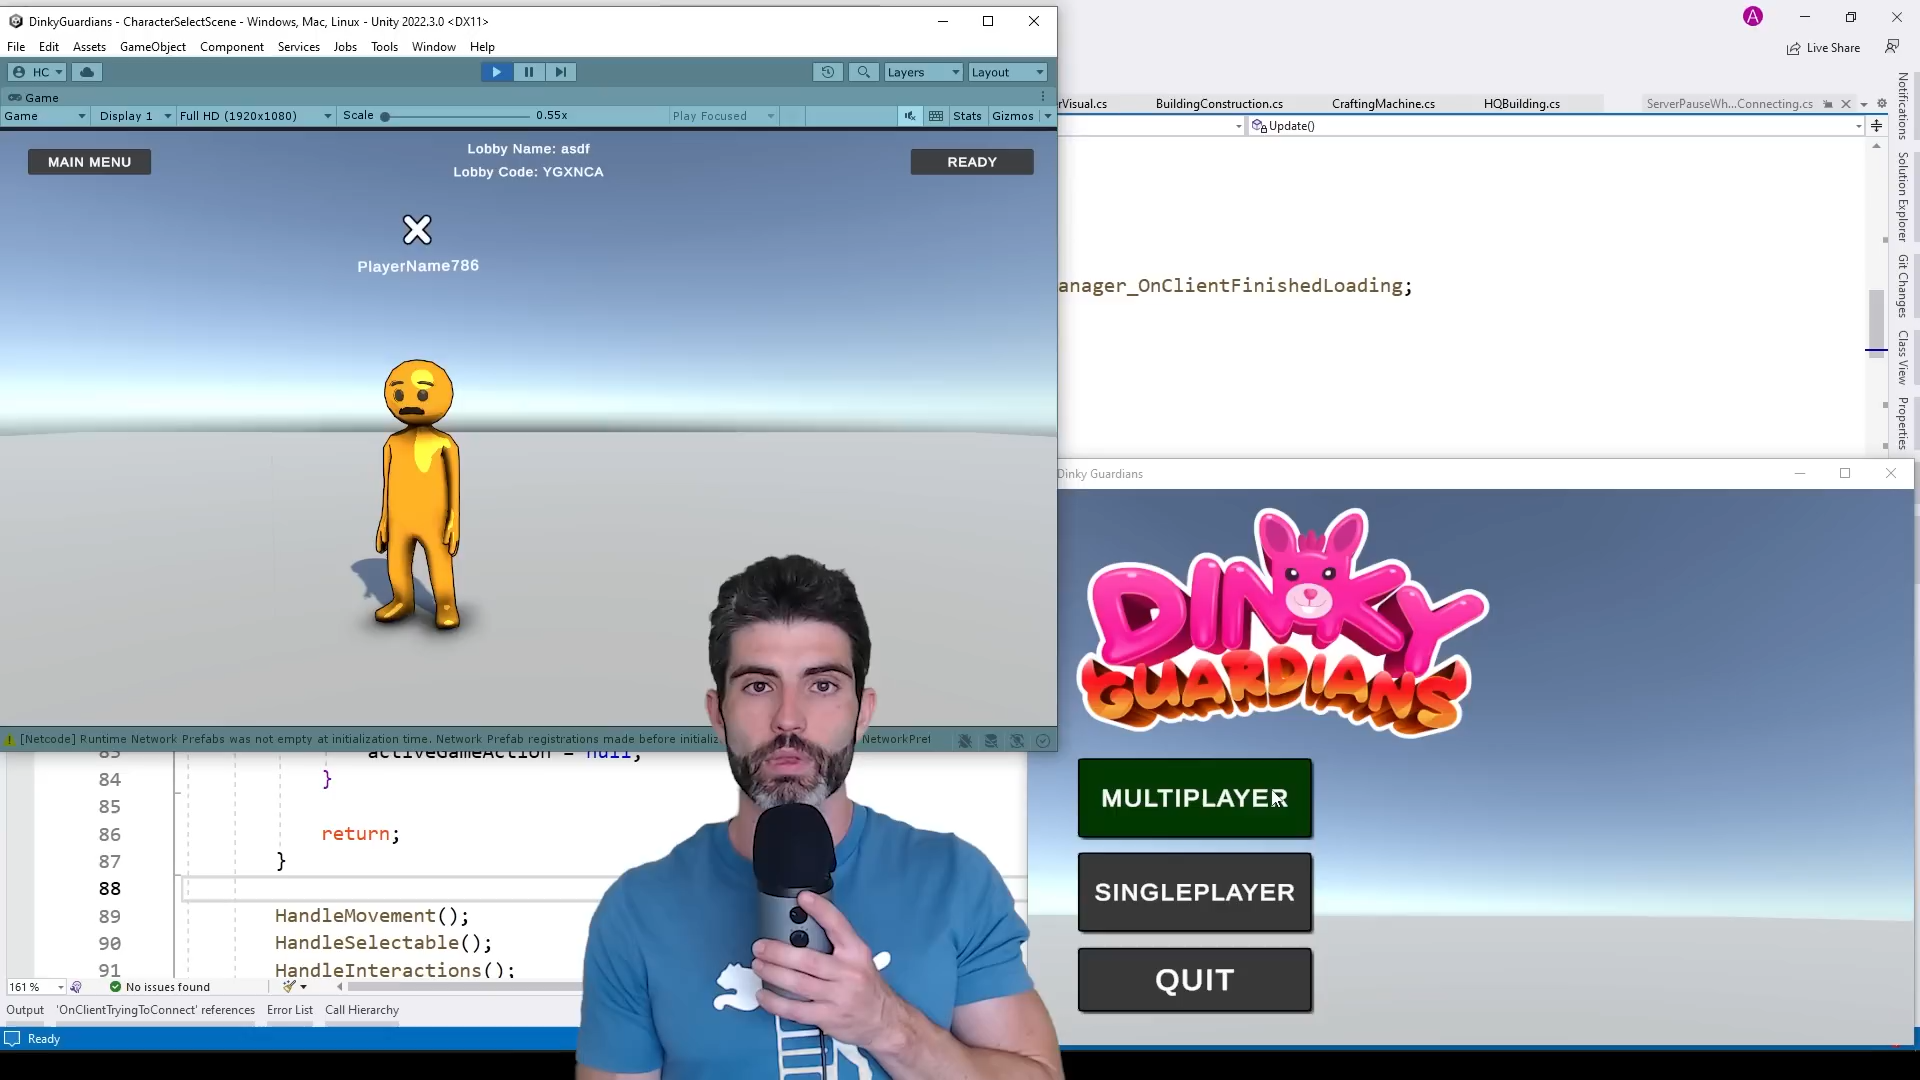 DinkyGuardians - CharacterSelectScene - Windows, Mac, Linux - Unity 2022.3.0 <DX11>
File Edit Assets GameObject Component Services Jobs Tools Window Help
HC Layers Layout
Game
Game Display 1 Full HD (1920x1080) Scale 0.55x Play Focused Stats Gizmos
MAIN MENU
Lobby Name: asdf
Lobby Code: YGXNCA
READY
PlayerName786
[Netcode] Runtime Network Prefabs was not empty at initialization time. Network Prefab registrations made before initializ NetworkPref
A
Live Share
rVisual.cs BuildingConstruction.cs CraftingMachine.cs HQBuilding.cs ServerPauseWh...Connecting.cs
Update()
anager_OnClientFinishedLoading;
Notifications
Solution Explorer
Git Changes
Class View
Properties
Dinky Guardians
DINKY
GUARDIANS
MULTIPLAYER
SINGLEPLAYER
QUIT
83 activeGameAction = null;
84 }
85
86 return;
87 }
88
89 HandleMovement();
90 HandleSelectable();
91 HandleInteractions();
161 % No issues found
Output 'OnClientTryingToConnect' references Error List Call Hierarchy
Ready